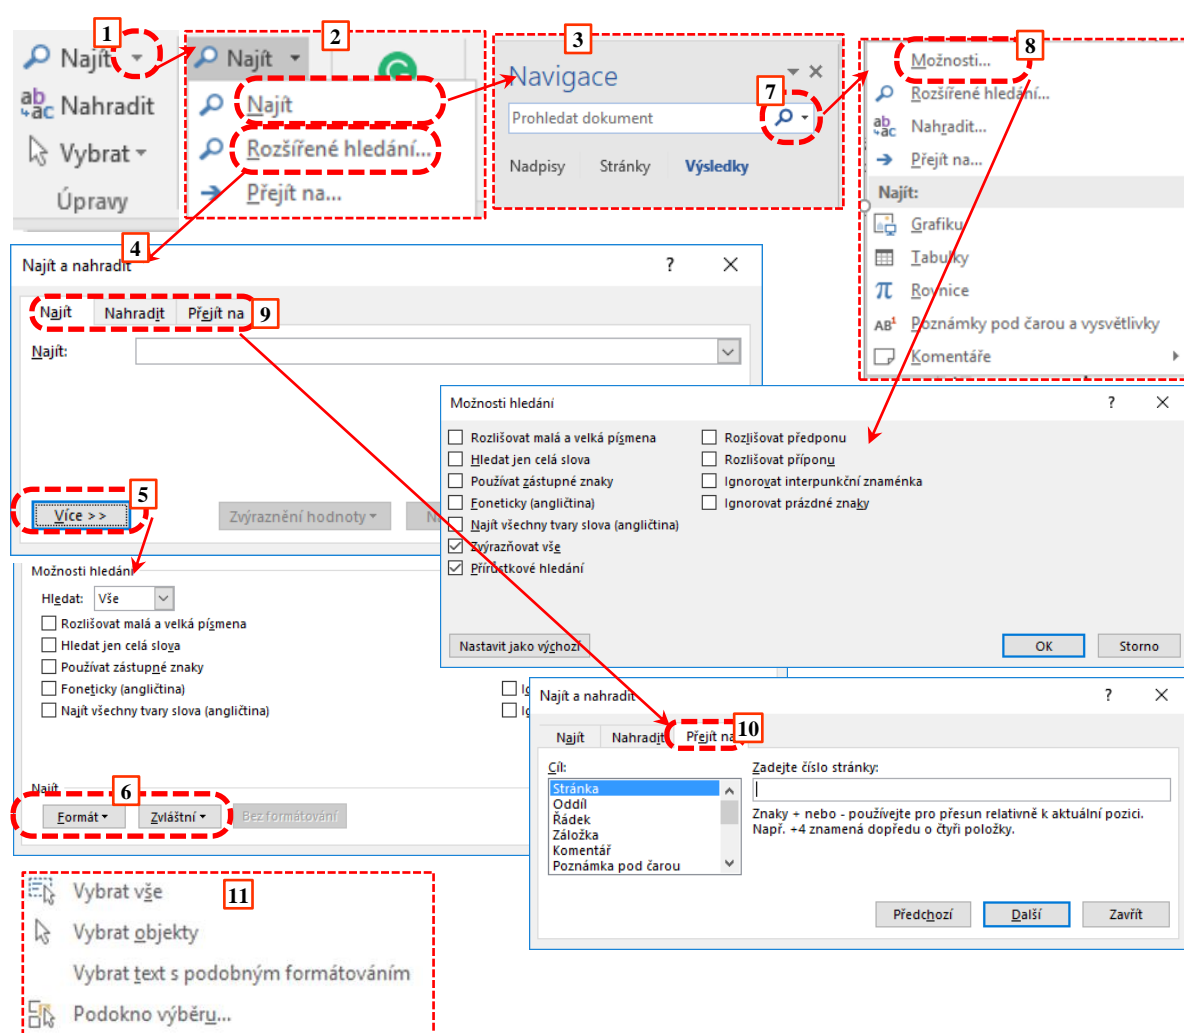 1
Najít
Nahradit
Vybrat
Úpravy
2
Najít
Najít
Rozšířené hledání...
Přejít na...
3
Navigace
7
Prohledat dokument
Nadpisy Stránky Výsledky
8
Možnosti...
Rozšířené hledání...
Nahradit...
Přejít na...
Najít:
Grafiku
Tabulky
Rovnice
Poznámky pod čarou a vysvětlivky
Komentáře
4
Najít a nahradit ?
Najít Nahradit Přejít na 9
Najít:
5
Více >> Zvýraznění hodnoty
Možnosti hledání
Hledat: Vše
Rozlišovat malá a velká písmena
Hledat jen celá slova
Používat zástupné znaky
Foneticky (angličtina)
Najít všechny tvary slova (angličtina)
Najít
6
Formát Zvláštní Bez formátování
Možnosti hledání ?
Rozlišovat malá a velká písmena Rozlišovat předponu
Hledat jen celá slova Rozlišovat příponu
Používat zástupné znaky Ignorovat interpunkční znaménka
Foneticky (angličtina) Ignorovat prázdné znaky
Najít všechny tvary slova (angličtina)
Zvýrazňovat vše
Přírůstkové hledání
Nastavit jako výchozí OK Storno
Najít a nahradit ?
Najít Nahradit Přejít na 10
Cíl: Zadejte číslo stránky:
Stránka
Oddíl
Řádek
Záložka
Komentář
Poznámka pod čarou
Znaky + nebo - používejte pro přesun relativně k aktuální pozici.
Např. +4 znamená dopředu o čtyři položky.
Předchozí Další Zavřít
11
Vybrat vše
Vybrat objekty
Vybrat text s podobným formátováním
Podokno výběru...